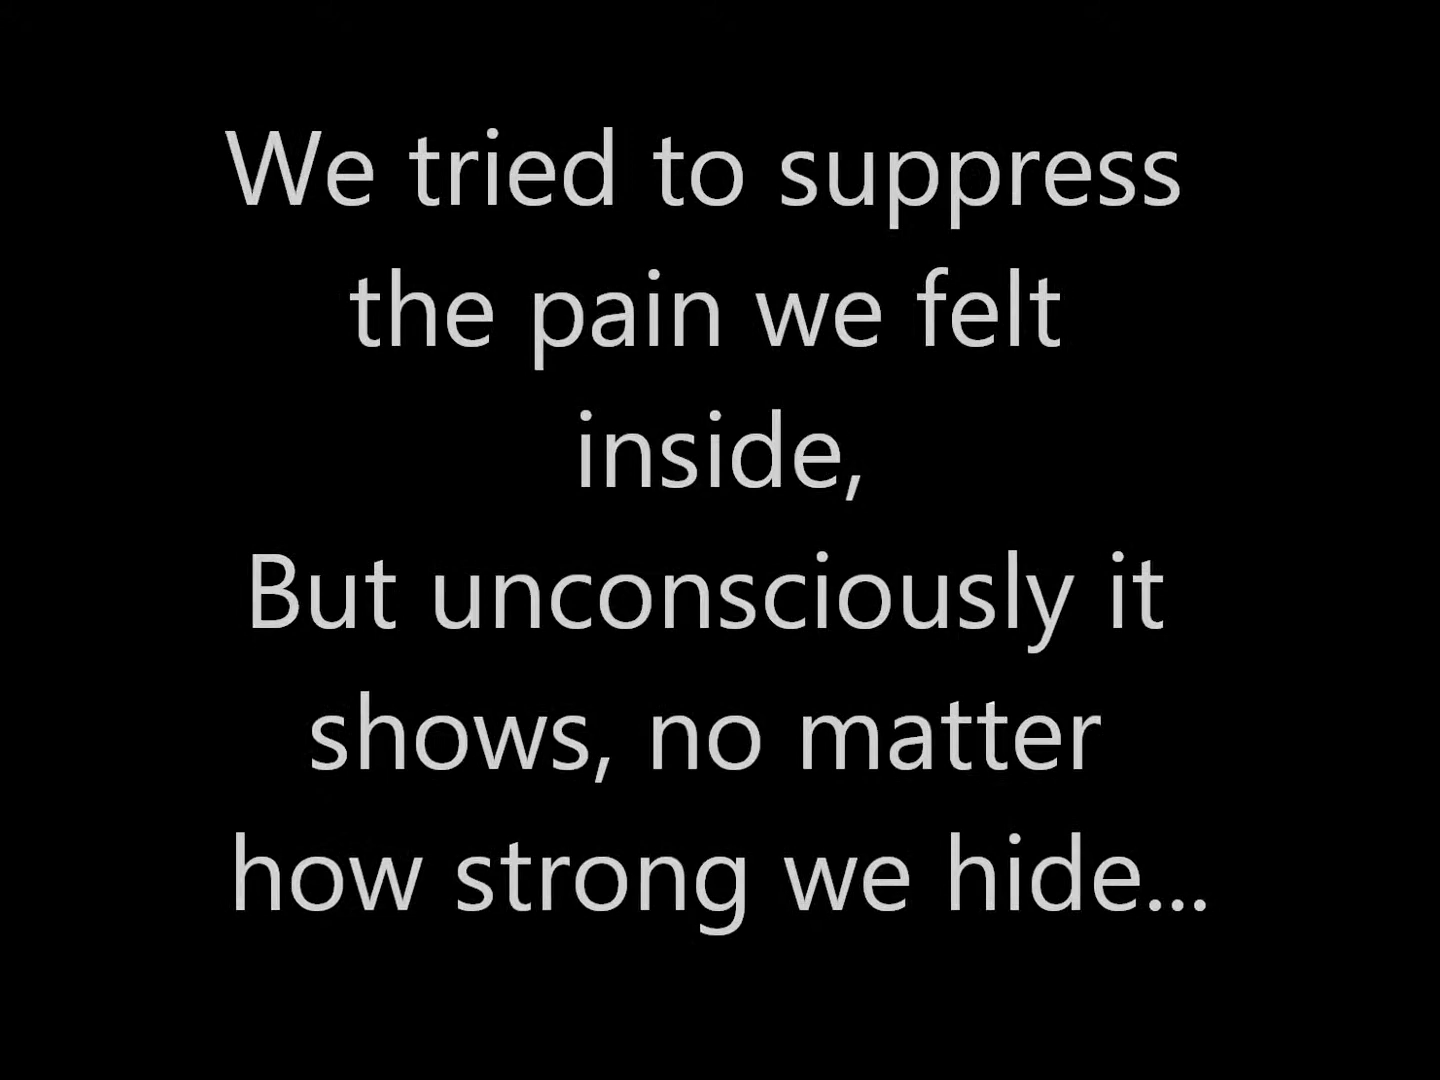 We tried to suppress
the pain we felt
inside,
But unconsciously it
shows, no matter
how strong we hide...